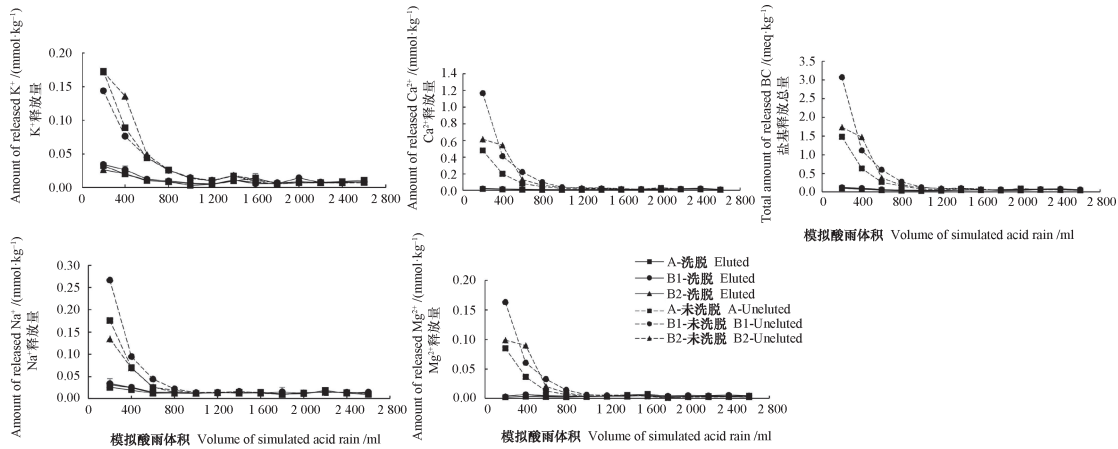 Amount of released K⁺ /(mmol·kg⁻¹)
K⁺释放量
0.20
0.15
0.10
0.05
0.00
0 400 800 1 200 1 600 2 000 2 400 2 800
Amount of released Ca²⁺ /(mmol·kg⁻¹)
Ca²⁺释放量
1.4
1.2
1.0
0.8
0.6
0.4
0.2
0.0
0 400 800 1 200 1 600 2 000 2 400 2 800
Total amount of released BC /(meq·kg⁻¹)
盐基释放总量
3.5
3.0
2.5
2.0
1.5
1.0
0.5
0.0
0 400 800 1 200 1 600 2 000 2 400 2 800
模拟酸雨体积 Volume of simulated acid rain /ml
Amount of released Na⁺ /(mmol·kg⁻¹)
Na⁺释放量
0.30
0.25
0.20
0.15
0.10
0.05
0.00
0 400 800 1 200 1 600 2 000 2 400 2 800
模拟酸雨体积 Volume of simulated acid rain /ml
Amount of released Mg²⁺ /(mmol·kg⁻¹)
Mg²⁺释放量
0.20
0.15
0.10
0.05
0.00
0 400 800 1 200 1 600 2 000 2 400 2 800
模拟酸雨体积 Volume of simulated acid rain /ml
A-洗脱 Eluted
B1-洗脱 Eluted
B2-洗脱 Eluted
A-未洗脱 A-Uneluted
B1-未洗脱 B1-Uneluted
B2-未洗脱 B2-Uneluted